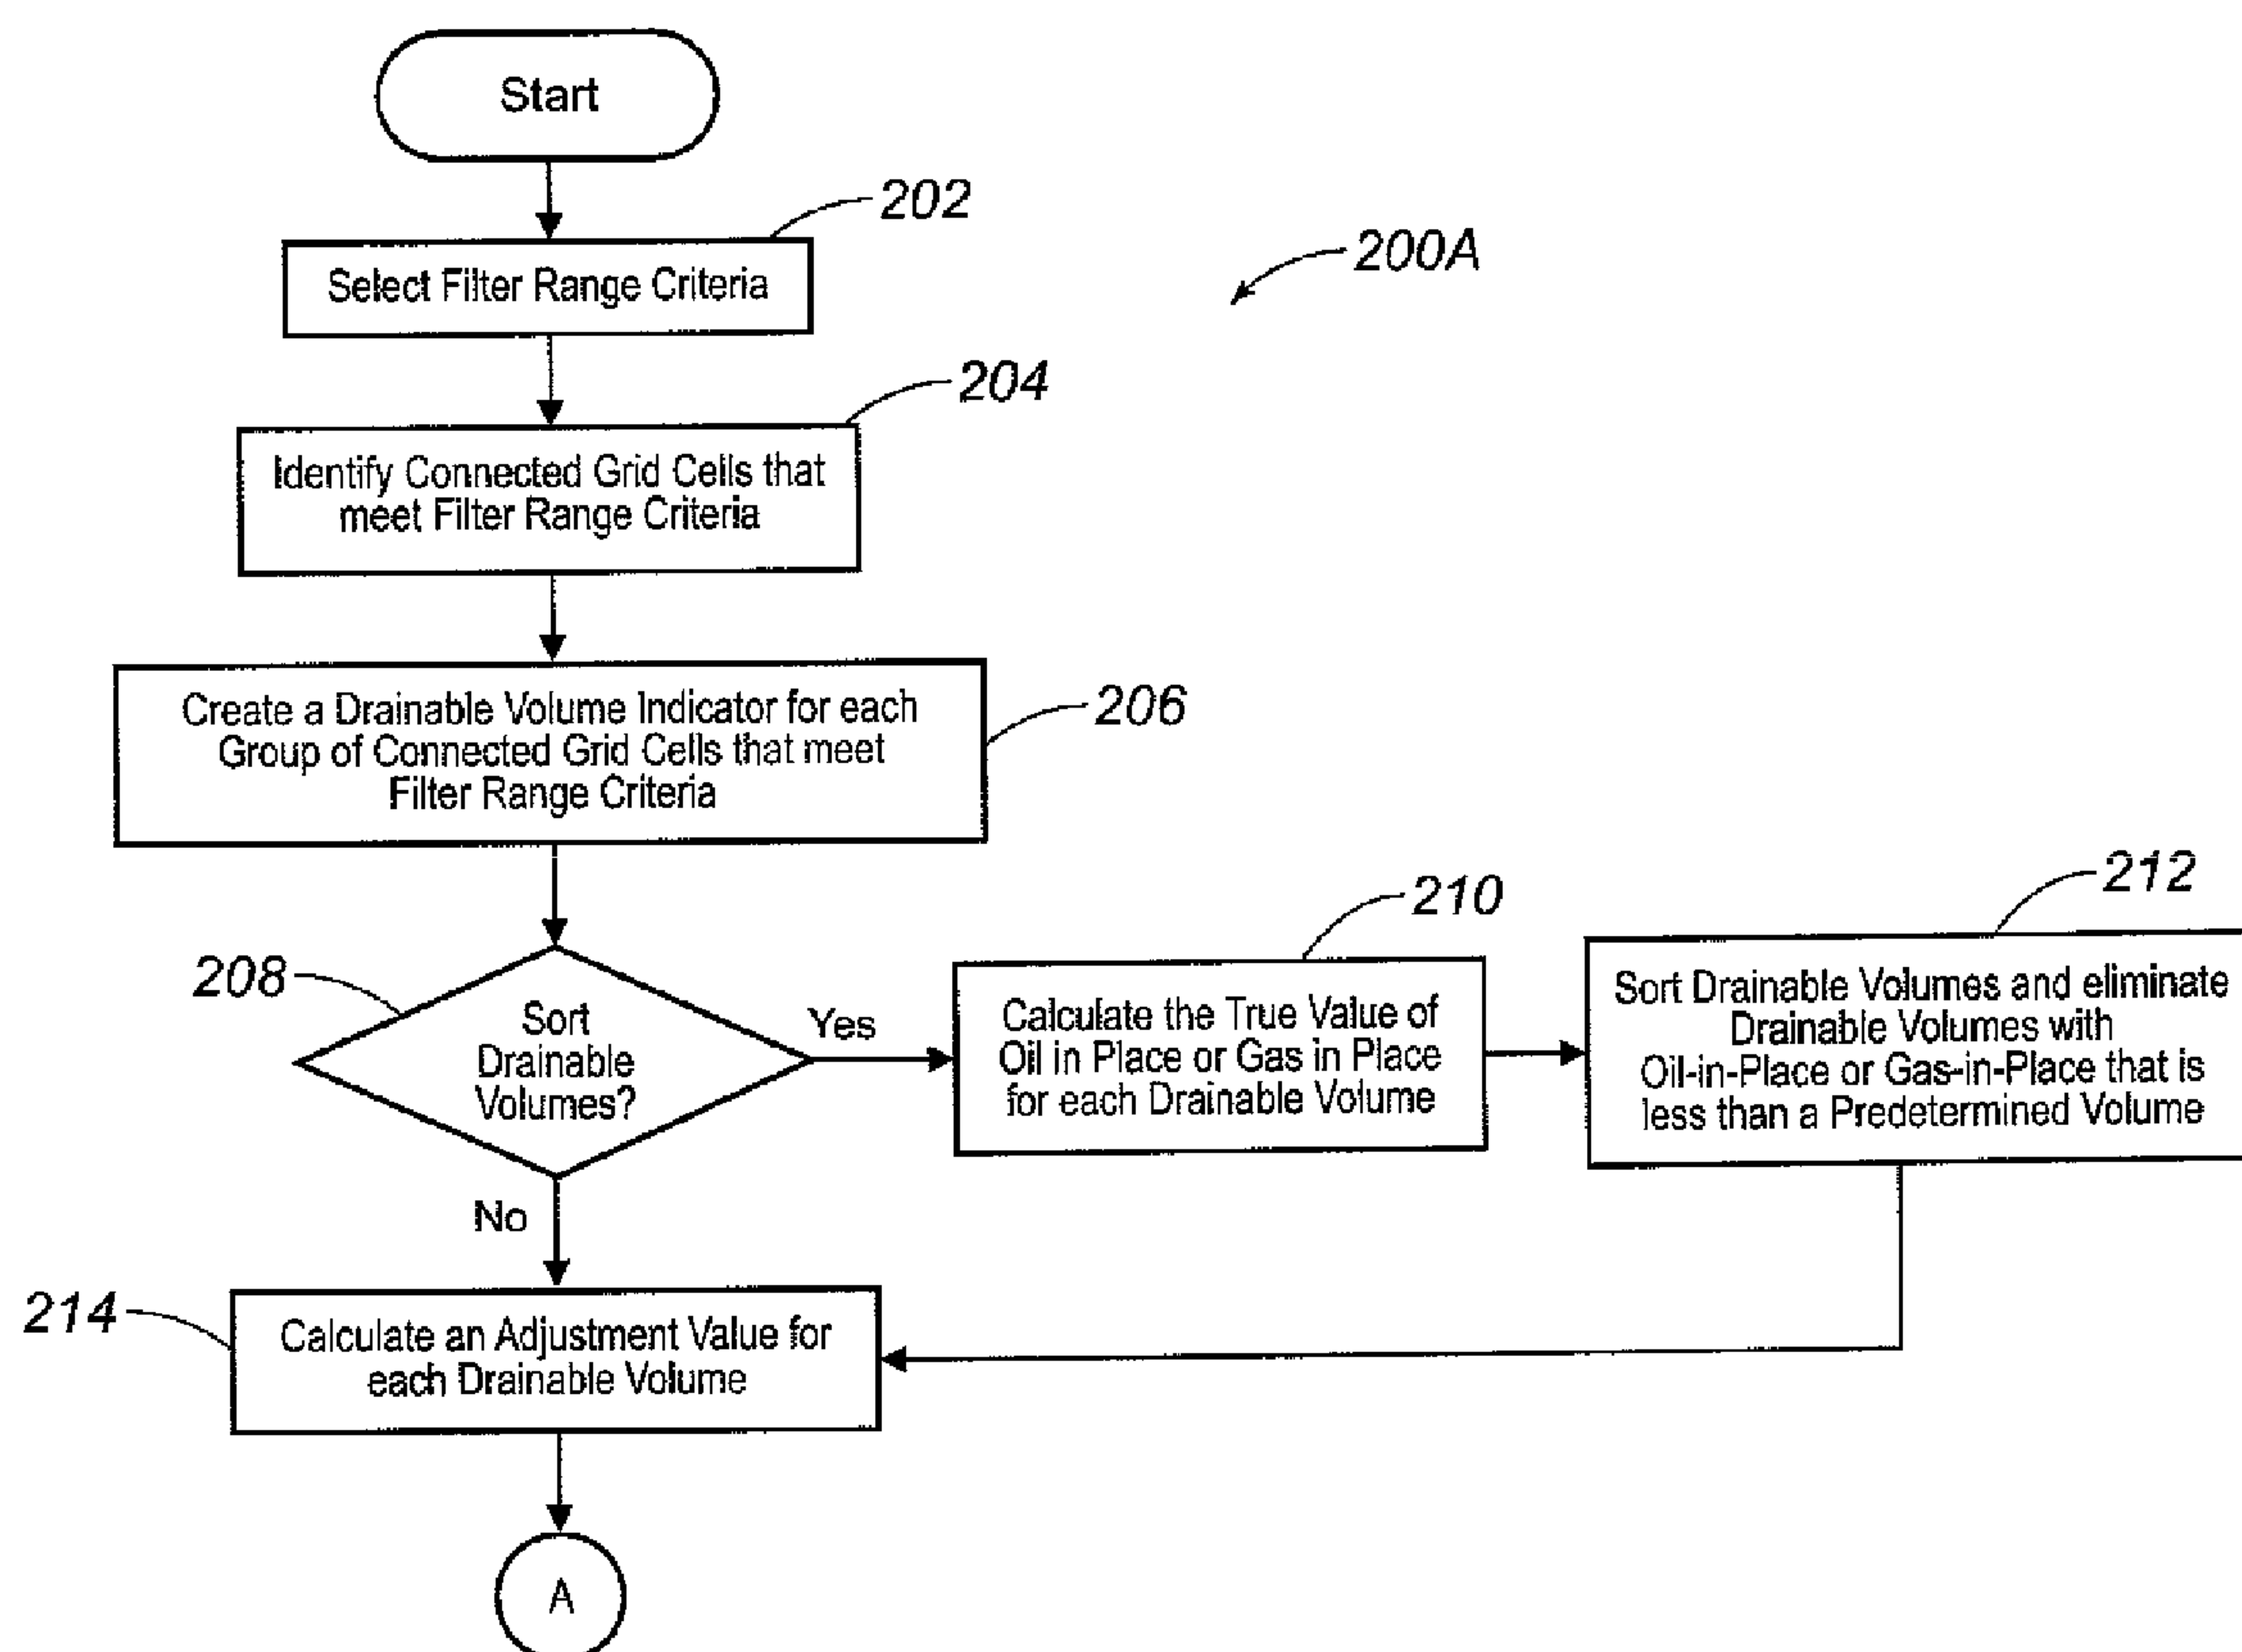 Start
202
200A
Select Filter Range Criteria
204
Identify Connected Grid Cells that
meet Filter Range Criteria
206
Create a Drainable Volume Indicator for each
Group of Connected Grid Cells that meet
Filter Range Criteria
208
Sort
Drainable
Volumes?
Yes
210
Calculate the True Value of
Oil in Place or Gas in Place
for each Drainable Volume
212
Sort Drainable Volumes and eliminate
Drainable Volumes with
Oil-in-Place or Gas-in-Place that is
less than a Predetermined Volume
No
214
Calculate an Adjustment Value for
each Drainable Volume
A